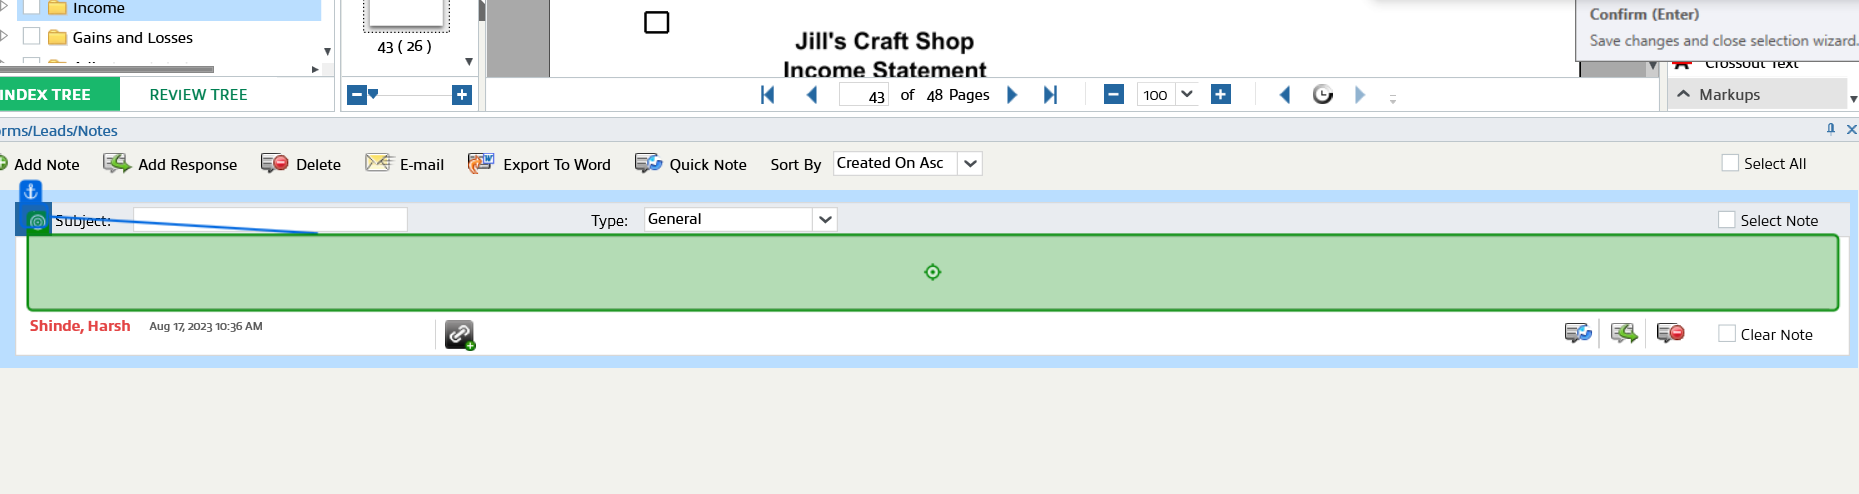 Income
Gains and Losses
43 ( 26 )
Jill's Craft Shop
Income Statement
Confirm (Enter)
Save changes and close selection wizard.
Crossout Text
Markups
INDEX TREE
REVIEW TREE
43 of 48 Pages
100
orms/Leads/Notes
Add Note
Add Response
Delete
E-mail
Export To Word
Quick Note
Sort By
Created On Asc
Select All
Subject:
Type:
General
Select Note
Shinde, Harsh
Aug 17, 2023 10:36 AM
Clear Note